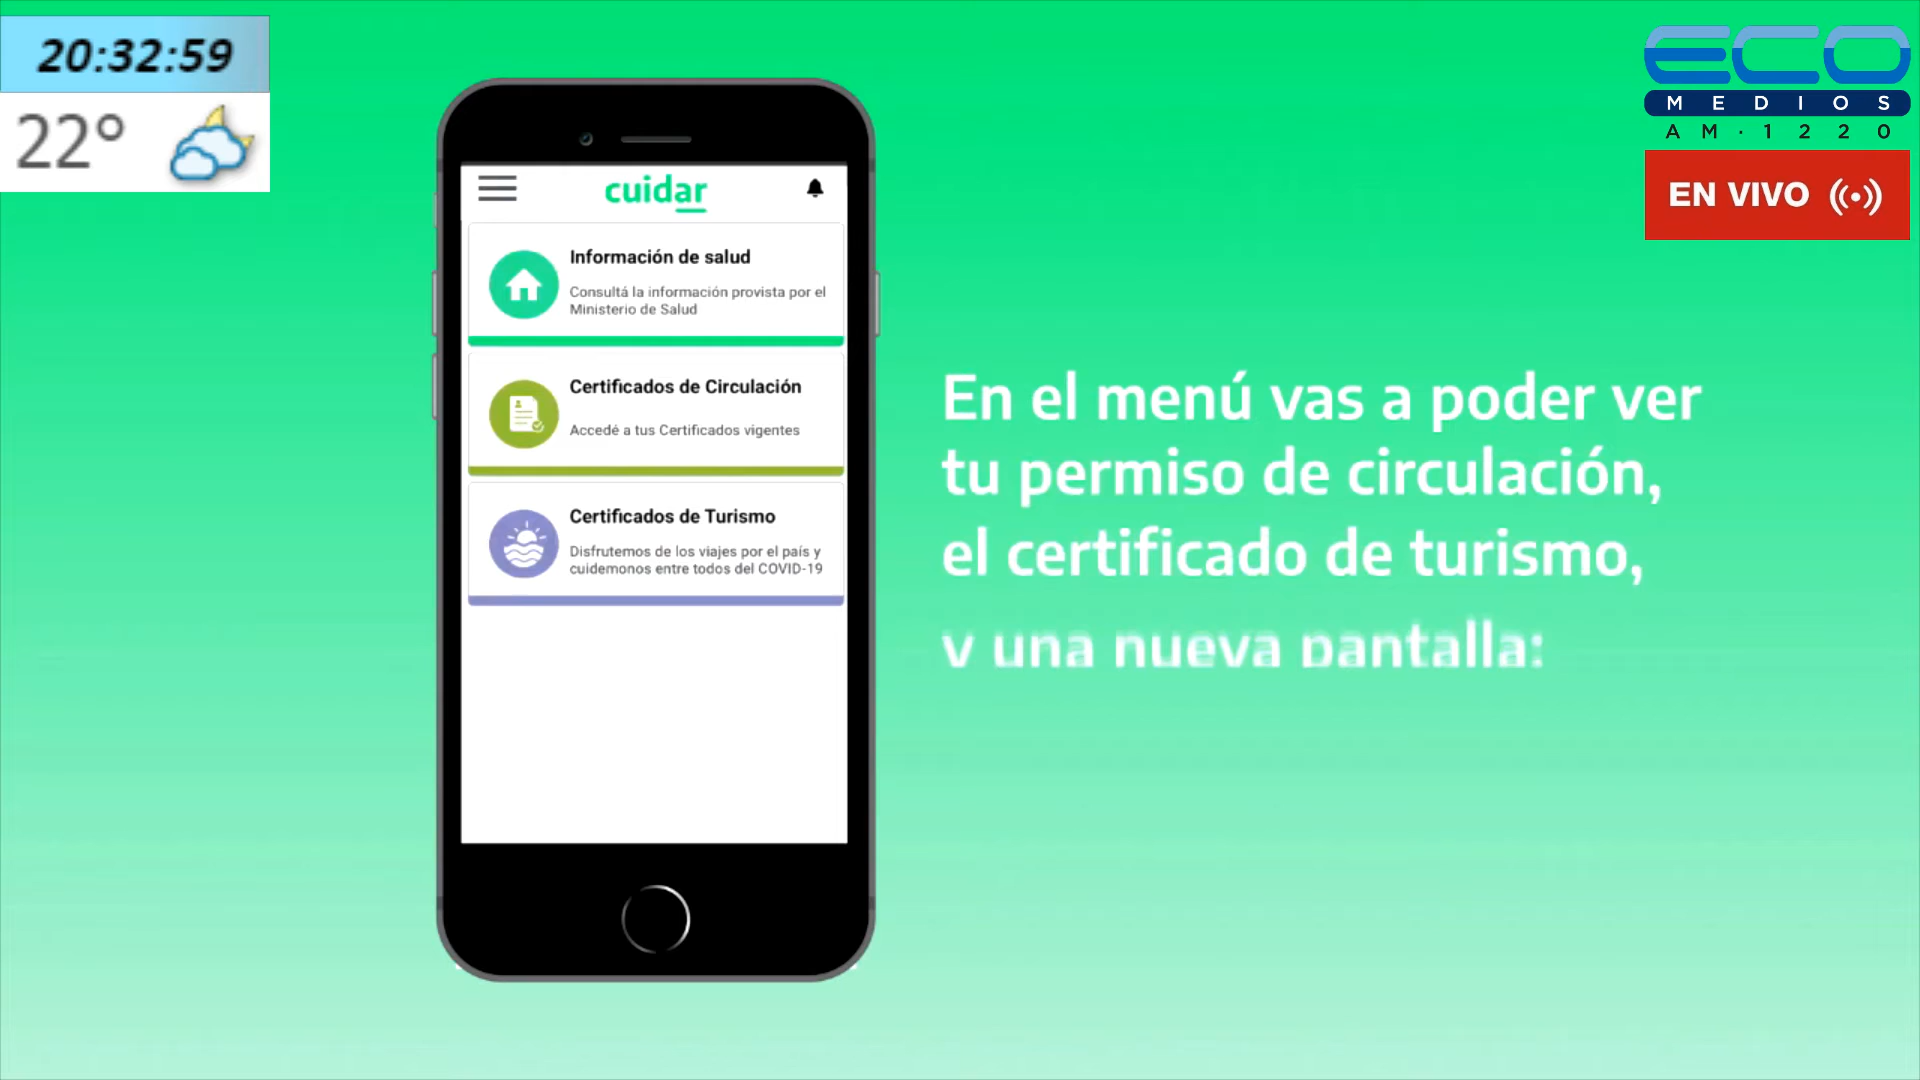 20:32:59
22°
ECO
MEDIOS
AM·1220
EN VIVO
cuidar
Información de salud
Consultá la información provista por el
Ministerio de Salud
Certificados de Circulación
Accedé a tus Certificados vigentes
Certificados de Turismo
Disfrutemos de los viajes por el país y
cuidemonos entre todos del COVID-19
En el menú vas a poder ver
tu permiso de circulación,
el certificado de turismo,
y una nueva pantalla: